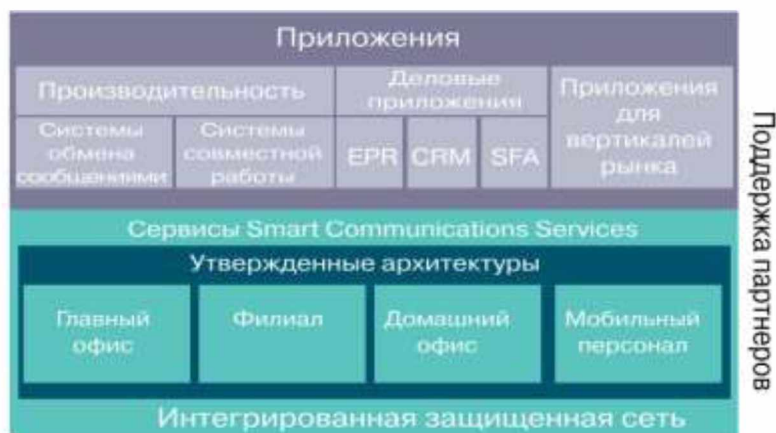 Приложения
Производительность
Деловые
приложения
Приложения
для
вертикалей
рынка
Системы
обмена
сообщениями
Системы
совместной
работы
EPR
CRM
SFA
Сервисы Smart Communications Services
Утвержденные архитектуры
Главный
офис
Филиал
Домашний
офис
Мобильный
персонал
Интегрированная защищенная сеть
Поддержка партнеров